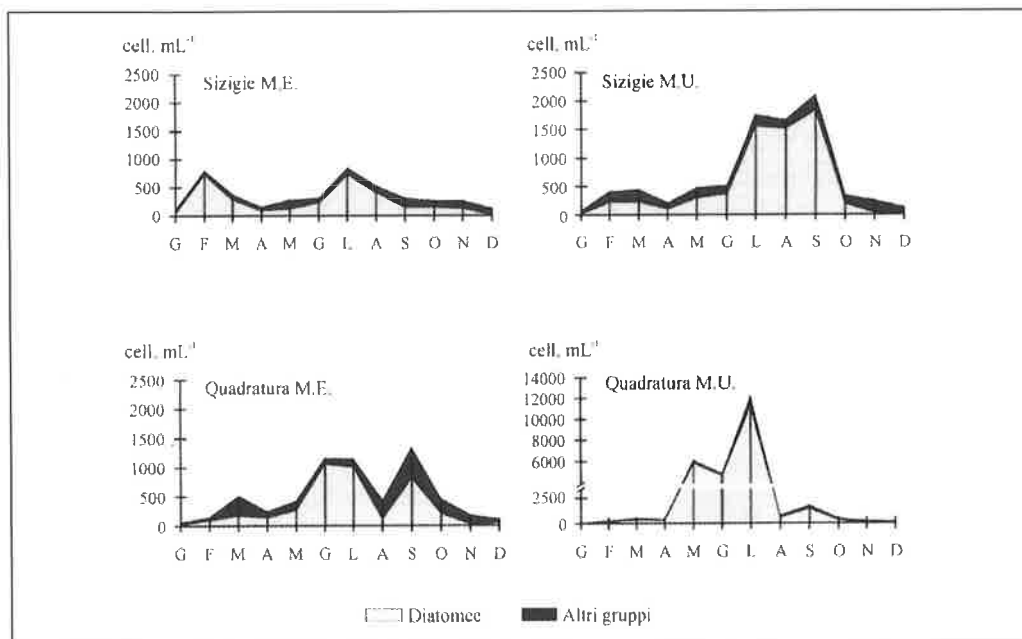 cell. mL⁻¹
Sizigie M.E.
2500
2000
1500
1000
500
0
G F M A M G L A S O N D
cell. mL⁻¹
Sizigie M.U.
2500
2000
1500
1000
500
0
G F M A M G L A S O N D
cell. mL⁻¹
Quadratura M.E.
2500
2000
1500
1000
500
0
G F M A M G L A S O N D
cell. mL⁻¹
Quadratura M.U.
14000
12000
10000
8000
6000
2500
0
G F M A M G L A S O N D
Diatomee
Altri gruppi